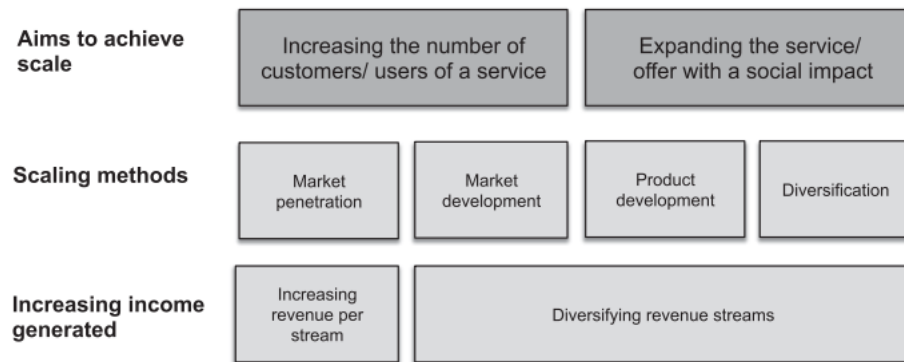 Aims to achieve
scale
Increasing the number of
customers/ users of a service
Expanding the service/
offer with a social impact
Scaling methods
Market
penetration
Market
development
Product
development
Diversification
Increasing income
generated
Increasing
revenue per
stream
Diversifying revenue streams